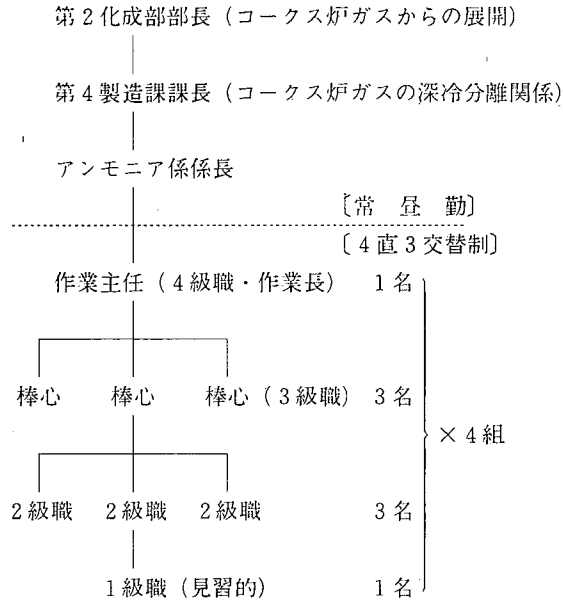 第2化成部部長(コークス炉ガスからの展開)
第4製造課課長(コークス炉ガスの深冷分離関係)
アンモニア係係長
〔常 昼 勤〕
〔4直3交替制〕
作業主任(4級職・作業長) 1名
棒心 棒心 棒心(3級職) 3名
×4組
2級職 2級職 2級職 3名
1級職(見習的) 1名